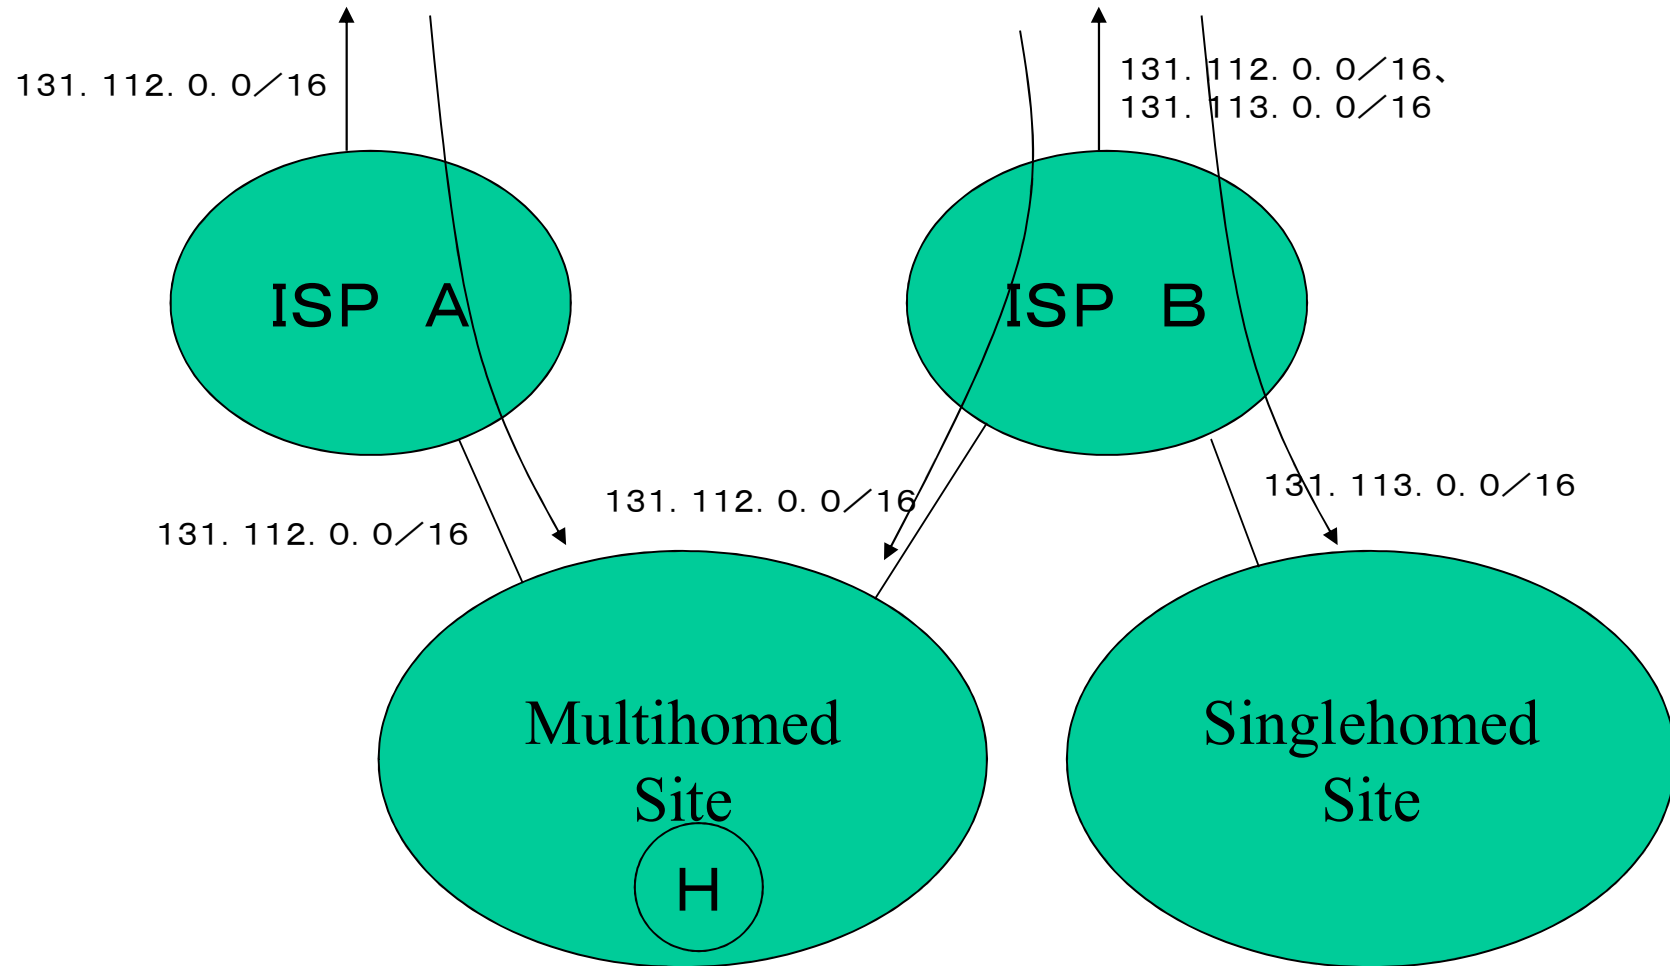 131. 112. 0. 0／16
131. 112. 0. 0／16、
131. 113. 0. 0／16
ISP　A
ISP　B
131. 112. 0. 0／16
131. 112. 0. 0／16
131. 113. 0. 0／16
Multihomed
Site
H
Singlehomed
Site